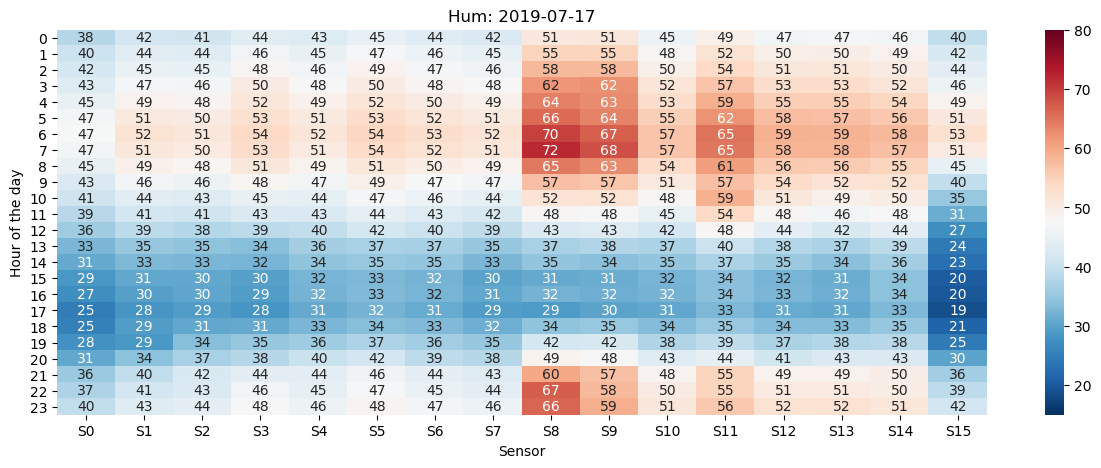 Hum: 2019-07-17
0 38 42 41 44 43 45 44 42 51 51 45 49 47 47 46 40
1 40 44 44 46 45 47 46 45 55 55 48 52 50 50 49 42
2 42 45 45 48 46 49 47 46 58 58 50 54 51 51 50 44
3 43 47 46 50 48 50 48 48 62 62 52 57 53 53 52 46
4 45 49 48 52 49 52 50 49 64 63 53 59 55 55 54 49
5 47 51 50 53 51 53 52 51 66 64 55 62 58 57 56 51
6 47 52 51 54 52 54 53 52 70 67 57 65 59 59 58 53
7 47 51 50 53 51 54 52 51 72 68 57 65 58 58 57 51
8 45 49 48 51 49 51 50 49 65 63 54 61 56 56 55 45
9 43 46 46 48 47 49 47 47 57 57 51 57 54 52 52 40
10 41 44 43 45 44 47 46 44 52 52 48 59 51 49 50 35
11 39 41 41 43 43 44 43 42 48 48 45 54 48 46 48 31
12 36 39 38 39 40 42 40 39 43 43 42 48 44 42 44 27
13 33 35 35 34 36 37 37 35 37 38 37 40 38 37 39 24
14 31 33 33 32 34 35 35 33 35 34 35 37 35 34 36 23
15 29 31 30 30 32 33 32 30 31 31 32 34 32 31 34 20
16 27 30 30 29 32 33 32 31 32 32 32 34 33 32 34 20
17 25 28 29 28 31 32 31 29 29 30 31 33 31 31 33 19
18 25 29 31 31 33 34 33 32 34 35 34 35 34 33 35 21
19 28 29 34 35 36 37 36 35 42 42 38 39 37 38 38 25
20 31 34 37 38 40 42 39 38 49 48 43 44 41 43 43 30
21 36 40 42 44 44 46 44 43 60 57 48 55 49 49 50 36
22 37 41 43 46 45 47 45 44 67 58 50 55 51 51 50 39
23 40 43 44 48 46 48 47 46 66 59 51 56 52 52 51 42
S0 S1 S2 S3 S4 S5 S6 S7 S8 S9 S10 S11 S12 S13 S14 S15
Sensor
Hour of the day
80
70
60
50
40
30
20